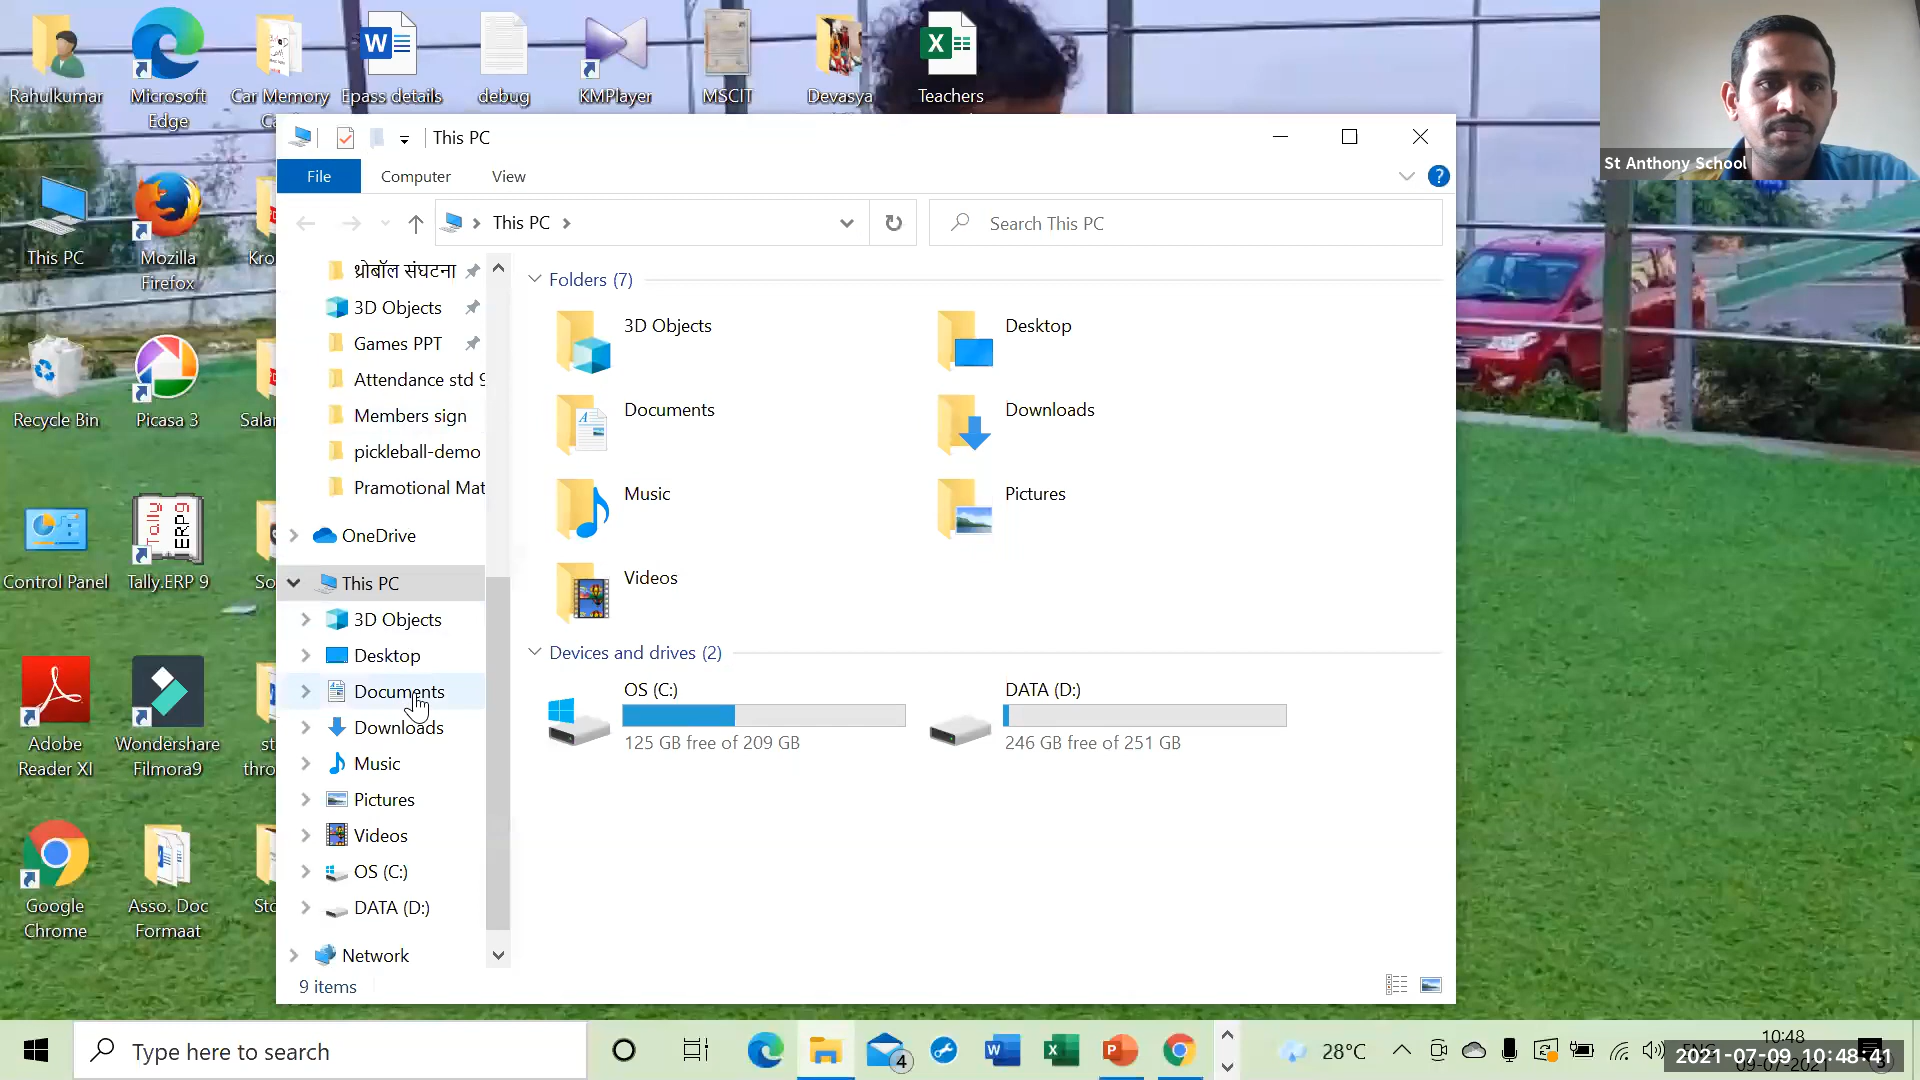 Rahulkumar
Microsoft
Edge
Car Memory
Epass details
debug
KMPlayer
MSCIT
Devasya
Teachers
St Anthony School
This PC
File
Computer
View
This PC
Search This PC
This PC
Mozilla
Firefox
Recycle Bin
Picasa 3
Control Panel
Tally.ERP 9
Adobe
Reader XI
Wondershare
Filmora9
Google
Chrome
Asso. Doc
Formaat
थ्रोबॉल संघटना
3D Objects
Games PPT
Attendance std 9
Members sign
pickleball-demo
Pramotional Mat
OneDrive
This PC
3D Objects
Desktop
Documents
Downloads
Music
Pictures
Videos
OS (C:)
DATA (D:)
Network
9 items
Folders (7)
3D Objects
Desktop
Documents
Downloads
Music
Pictures
Videos
Devices and drives (2)
OS (C:)
125 GB free of 209 GB
DATA (D:)
246 GB free of 251 GB
Type here to search
4
28°C
10:48
2021-07-09 10:48:41